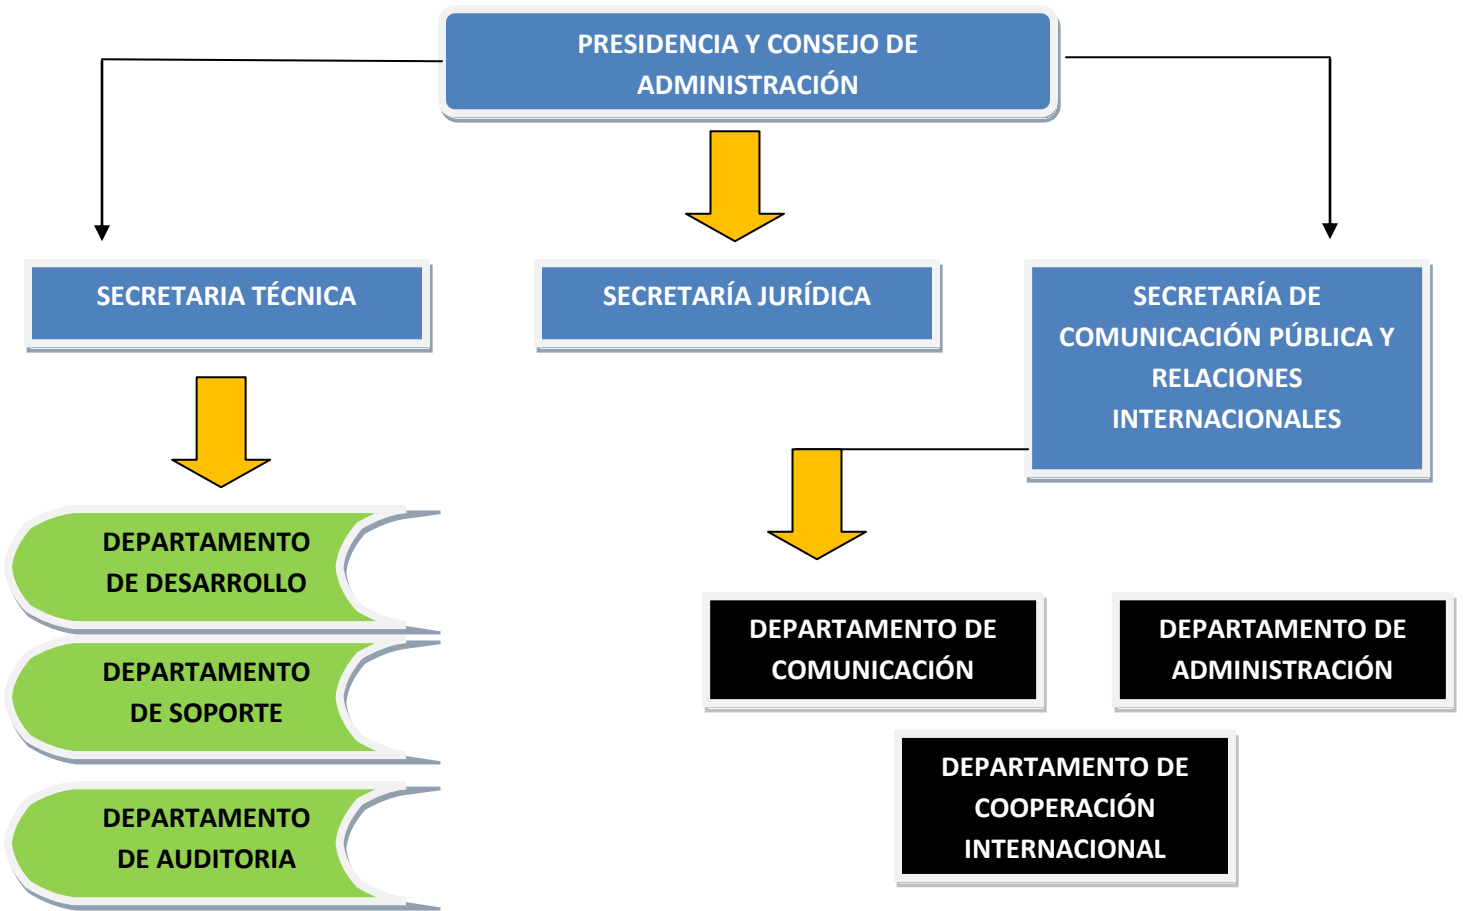 PRESIDENCIA Y CONSEJO DE
ADMINISTRACIÓN
SECRETARIA TÉCNICA
SECRETARÍA JURÍDICA
SECRETARÍA DE
COMUNICACIÓN PÚBLICA Y
RELACIONES
INTERNACIONALES
DEPARTAMENTO
DE DESARROLLO
DEPARTAMENTO
DE SOPORTE
DEPARTAMENTO
DE AUDITORIA
DEPARTAMENTO DE
COMUNICACIÓN
DEPARTAMENTO DE
ADMINISTRACIÓN
DEPARTAMENTO DE
COOPERACIÓN
INTERNACIONAL